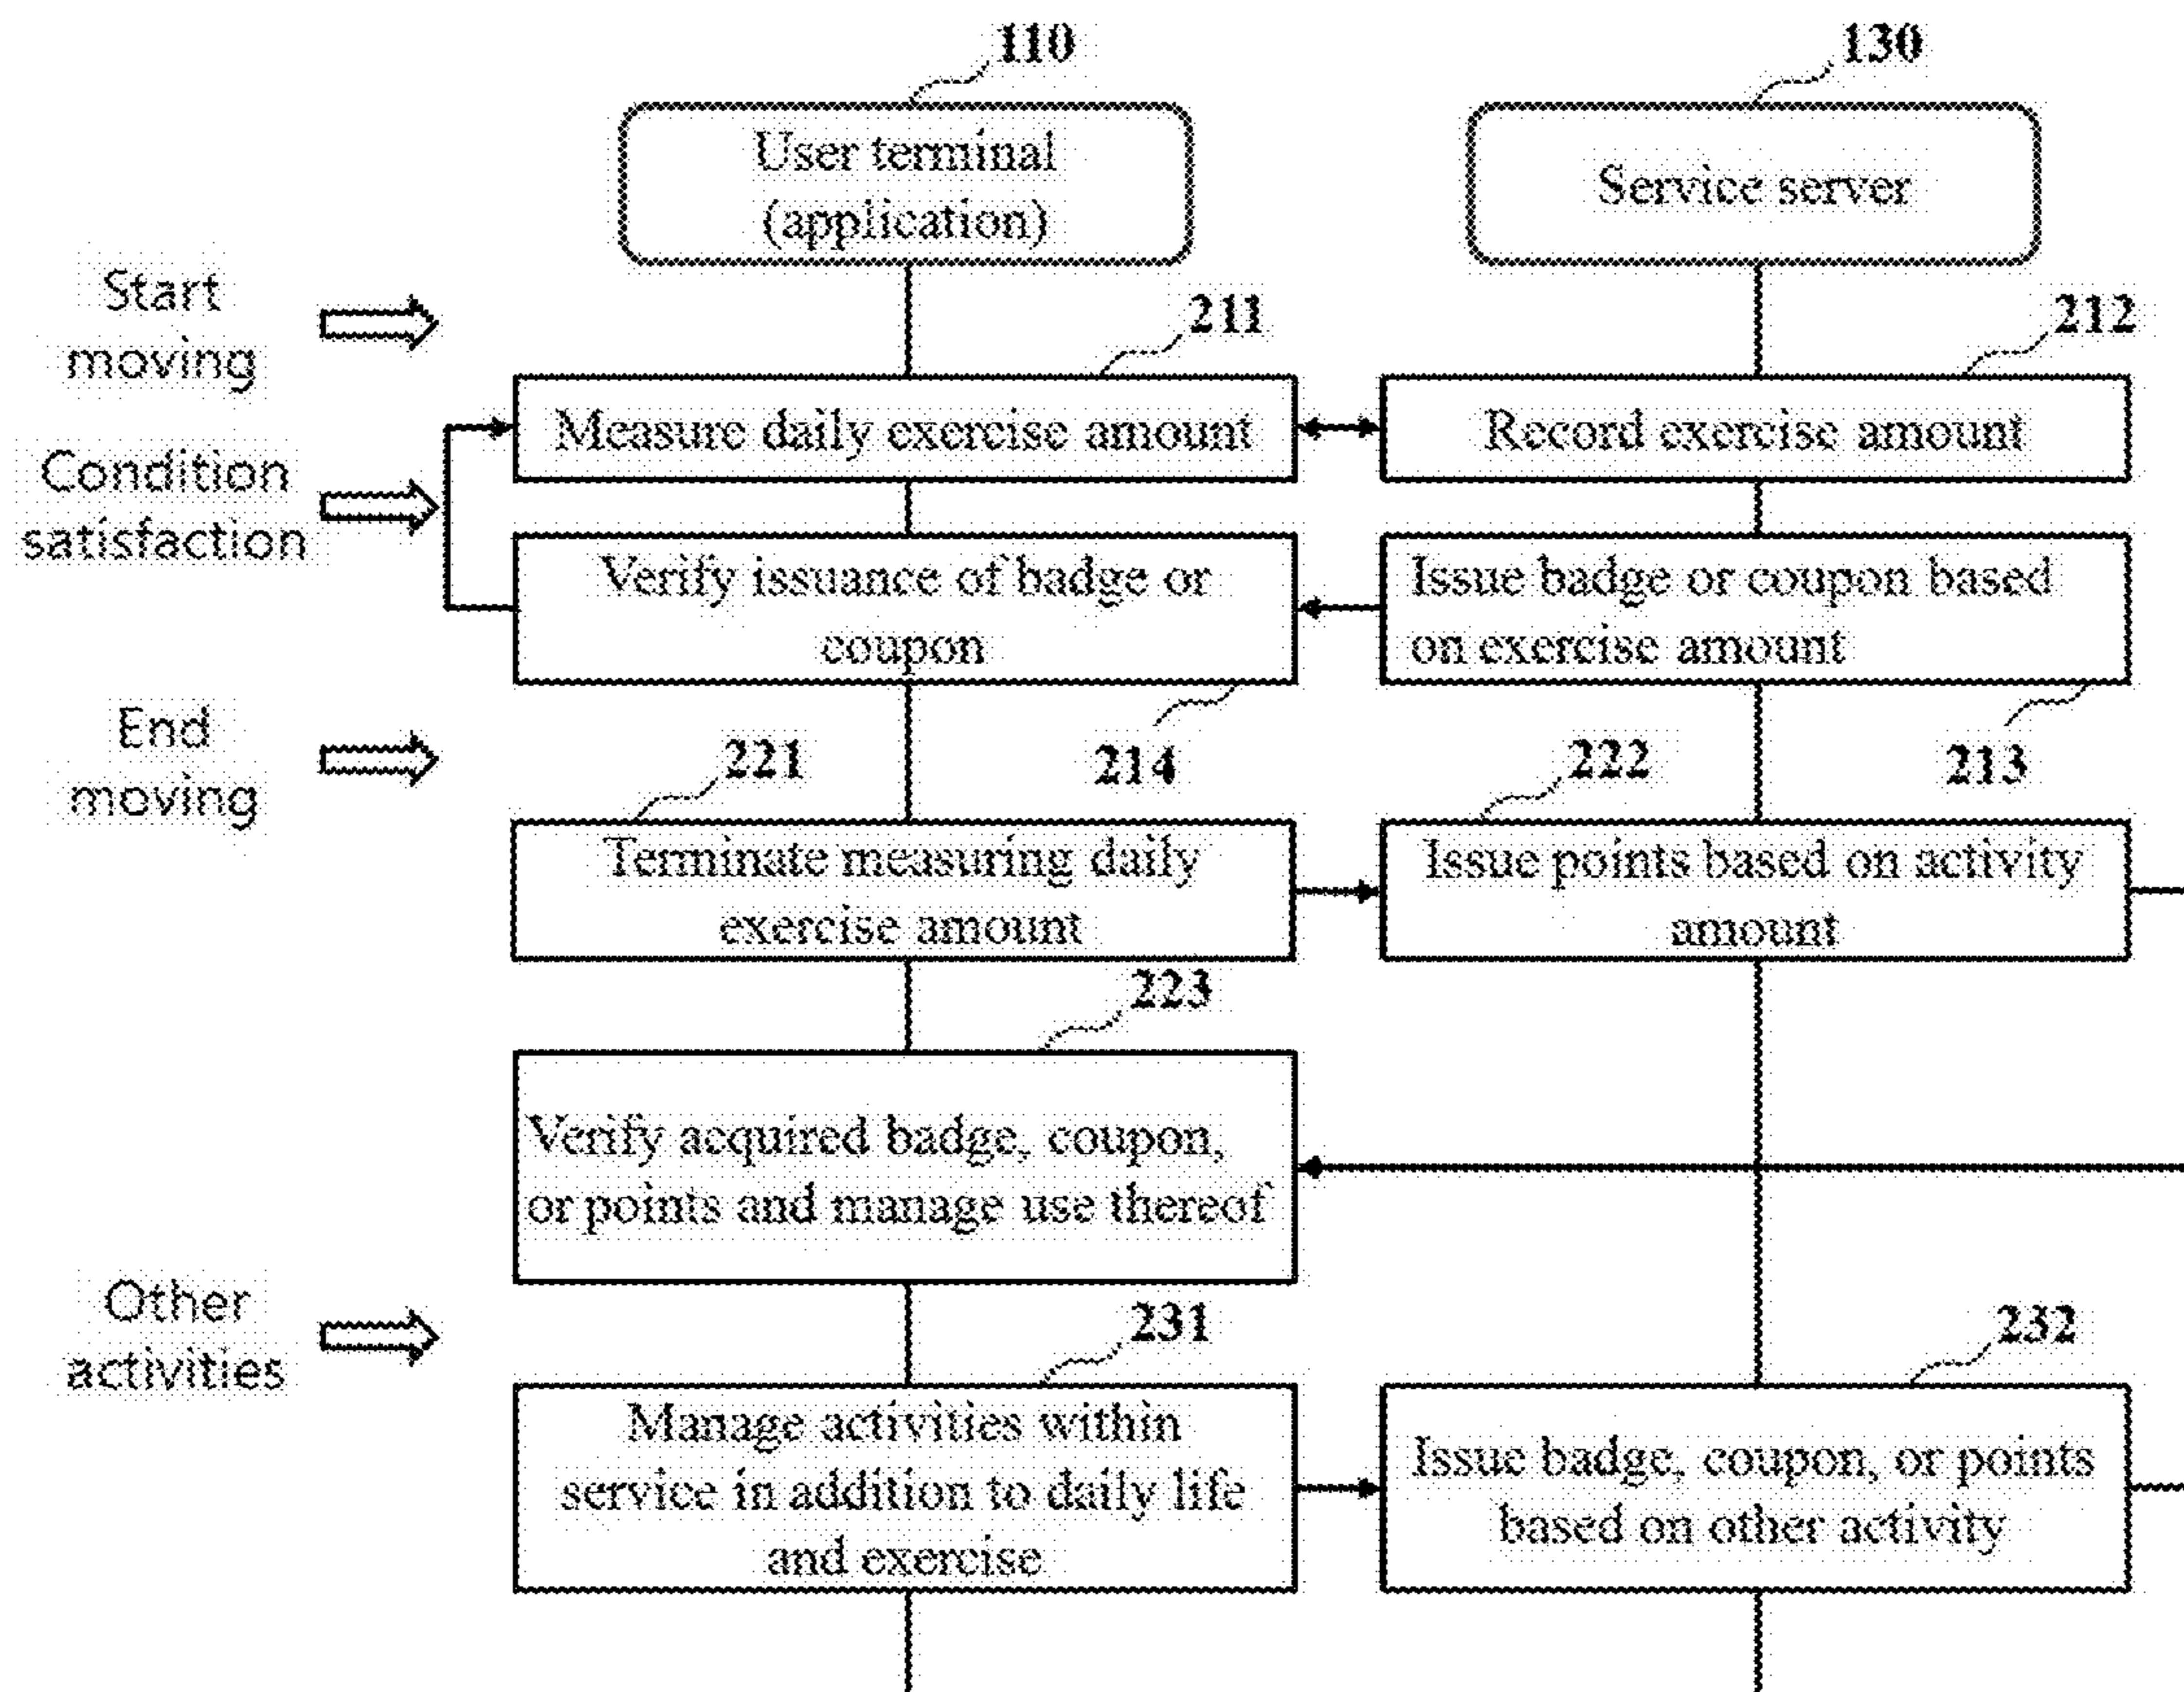 110
130
User terminal
(application)
Service server
Start
moving
211
212
Measure daily exercise amount
Record exercise amount
Condition
satisfaction
Verify issuance of badge or
coupon
Issue badge or coupon based
on exercise amount
End
moving
221
214
222
213
Terminate measuring daily
exercise amount
Issue points based on activity
amount
223
Verify acquired badge, coupon,
or points and manage use thereof
Other
activities
231
232
Manage activities within
service in addition to daily life
and exercise
Issue badge, coupon, or points
based on other activity